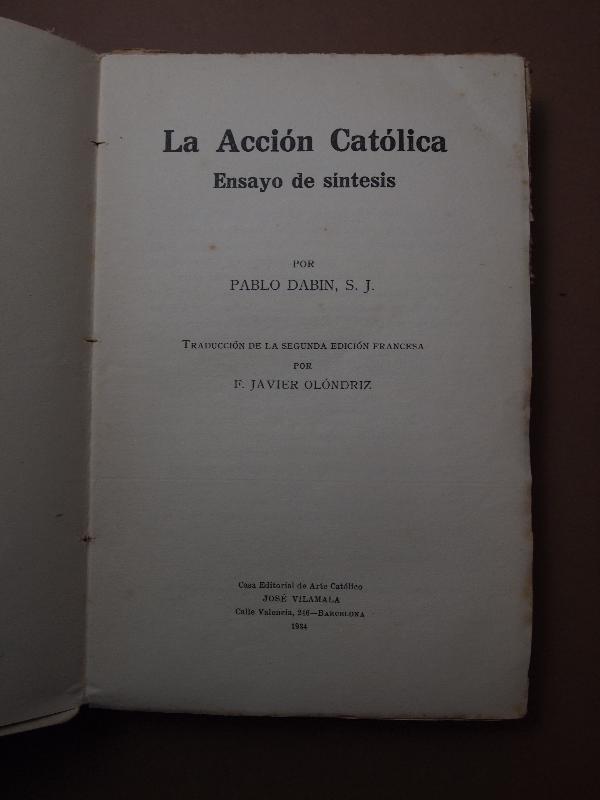 La Acción Católica
Ensayo de síntesis
POR
PABLO DABIN, S. J.
TRADUCCIÓN DE LA SEGUNDA EDICIÓN FRANCESA
POR
F. JAVIER OLÓNDRIZ
Casa Editorial de Arte Católico
JOSÉ VILAMALA
Calle Valencia, 246—BARCELONA
1934